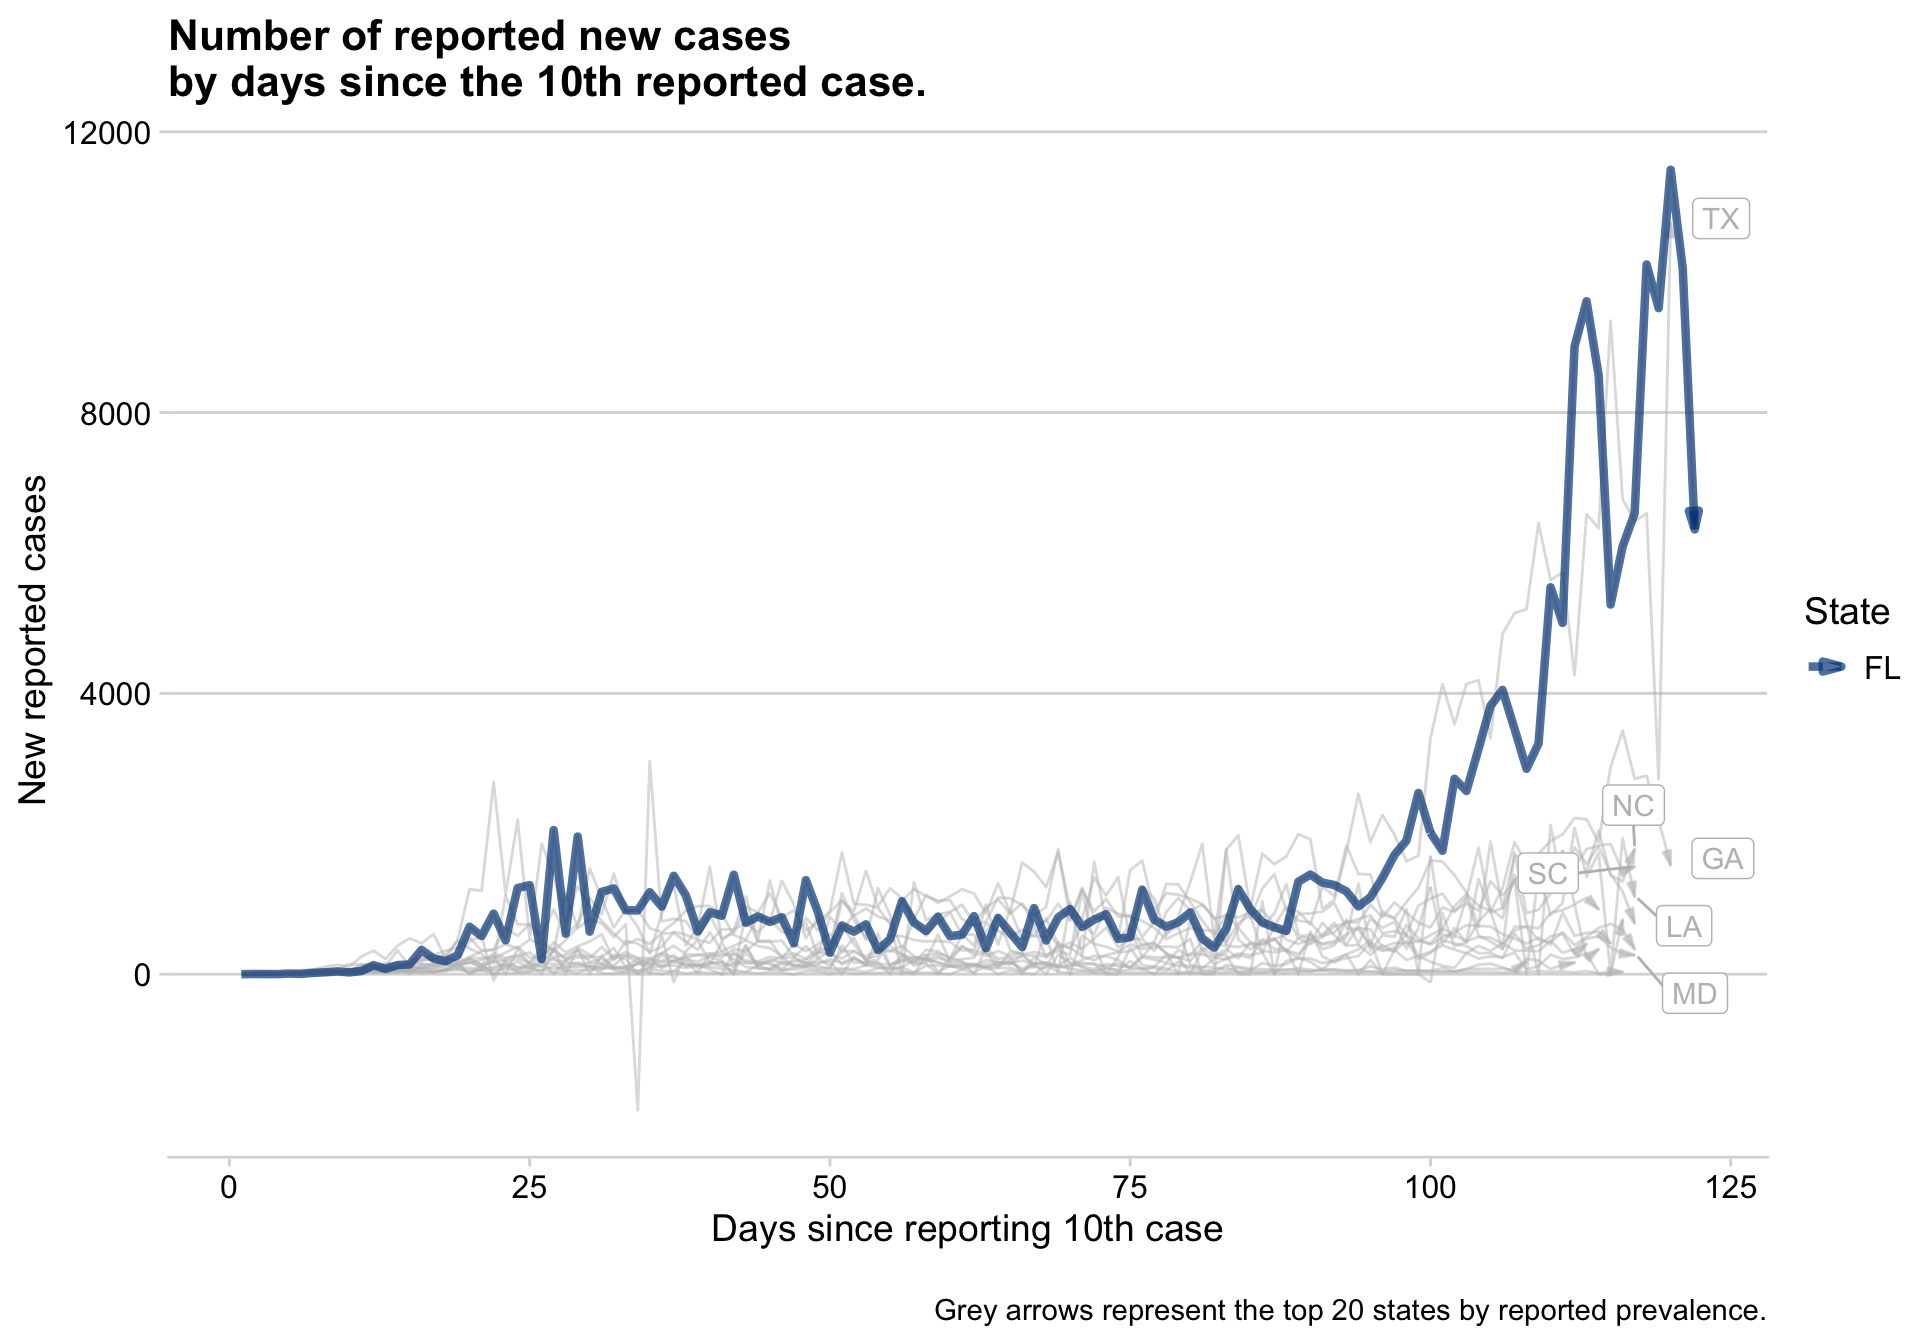 Number of reported new cases
by days since the 10th reported case.
12000
8000
4000
0
New reported cases
TX
NC
GA
SC
LA
MD
State
FL
0 25 50 75 100 125
Days since reporting 10th case
Grey arrows represent the top 20 states by reported prevalence.